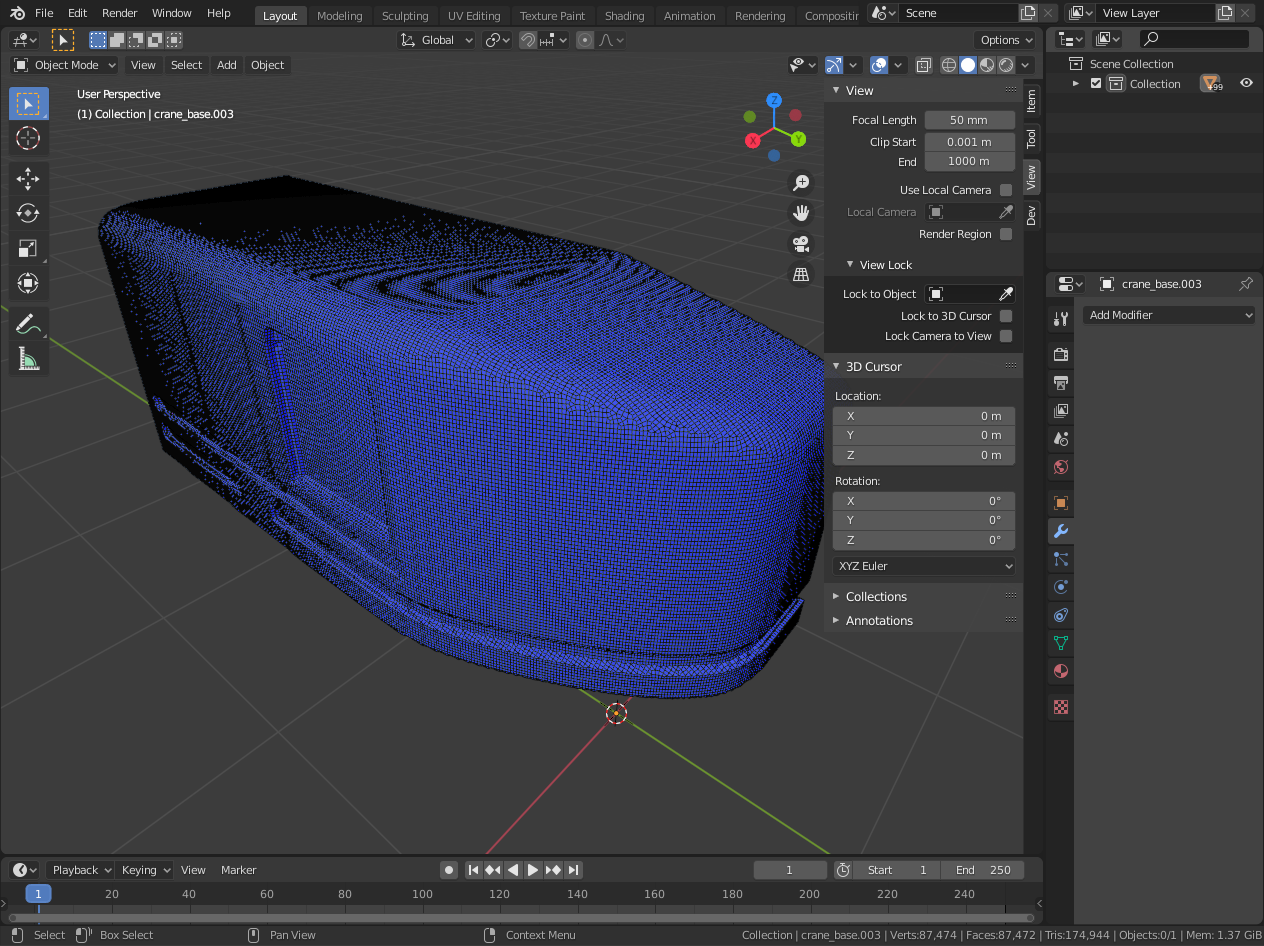 File Edit Render Window Help Layout Modeling Sculpting UV Editing Texture Paint Shading Animation Rendering Compositin Scene View Layer
Global Options
Object Mode View Select Add Object
User Perspective
(1) Collection | crane_base.003
Z
X
Y
View
Focal Length 50 mm
Clip Start 0.001 m
End 1000 m
Use Local Camera
Local Camera
Render Region
View Lock
Lock to Object
Lock to 3D Cursor
Lock Camera to View
3D Cursor
Location:
X 0 m
Y 0 m
Z 0 m
Rotation:
X 0°
Y 0°
Z 0°
XYZ Euler
Collections
Annotations
Item
Tool
View
Dev
Scene Collection
Collection 99
crane_base.003
Add Modifier
Playback Keying View Marker 1 Start 1 End 250
1 20 40 60 80 100 120 140 160 180 200 220 240
Select Box Select Pan View Context Menu Collection | crane_base.003 | Verts:87,474 | Faces:87,472 | Tris:174,944 | Objects:0/1 | Mem: 1.37 GiB